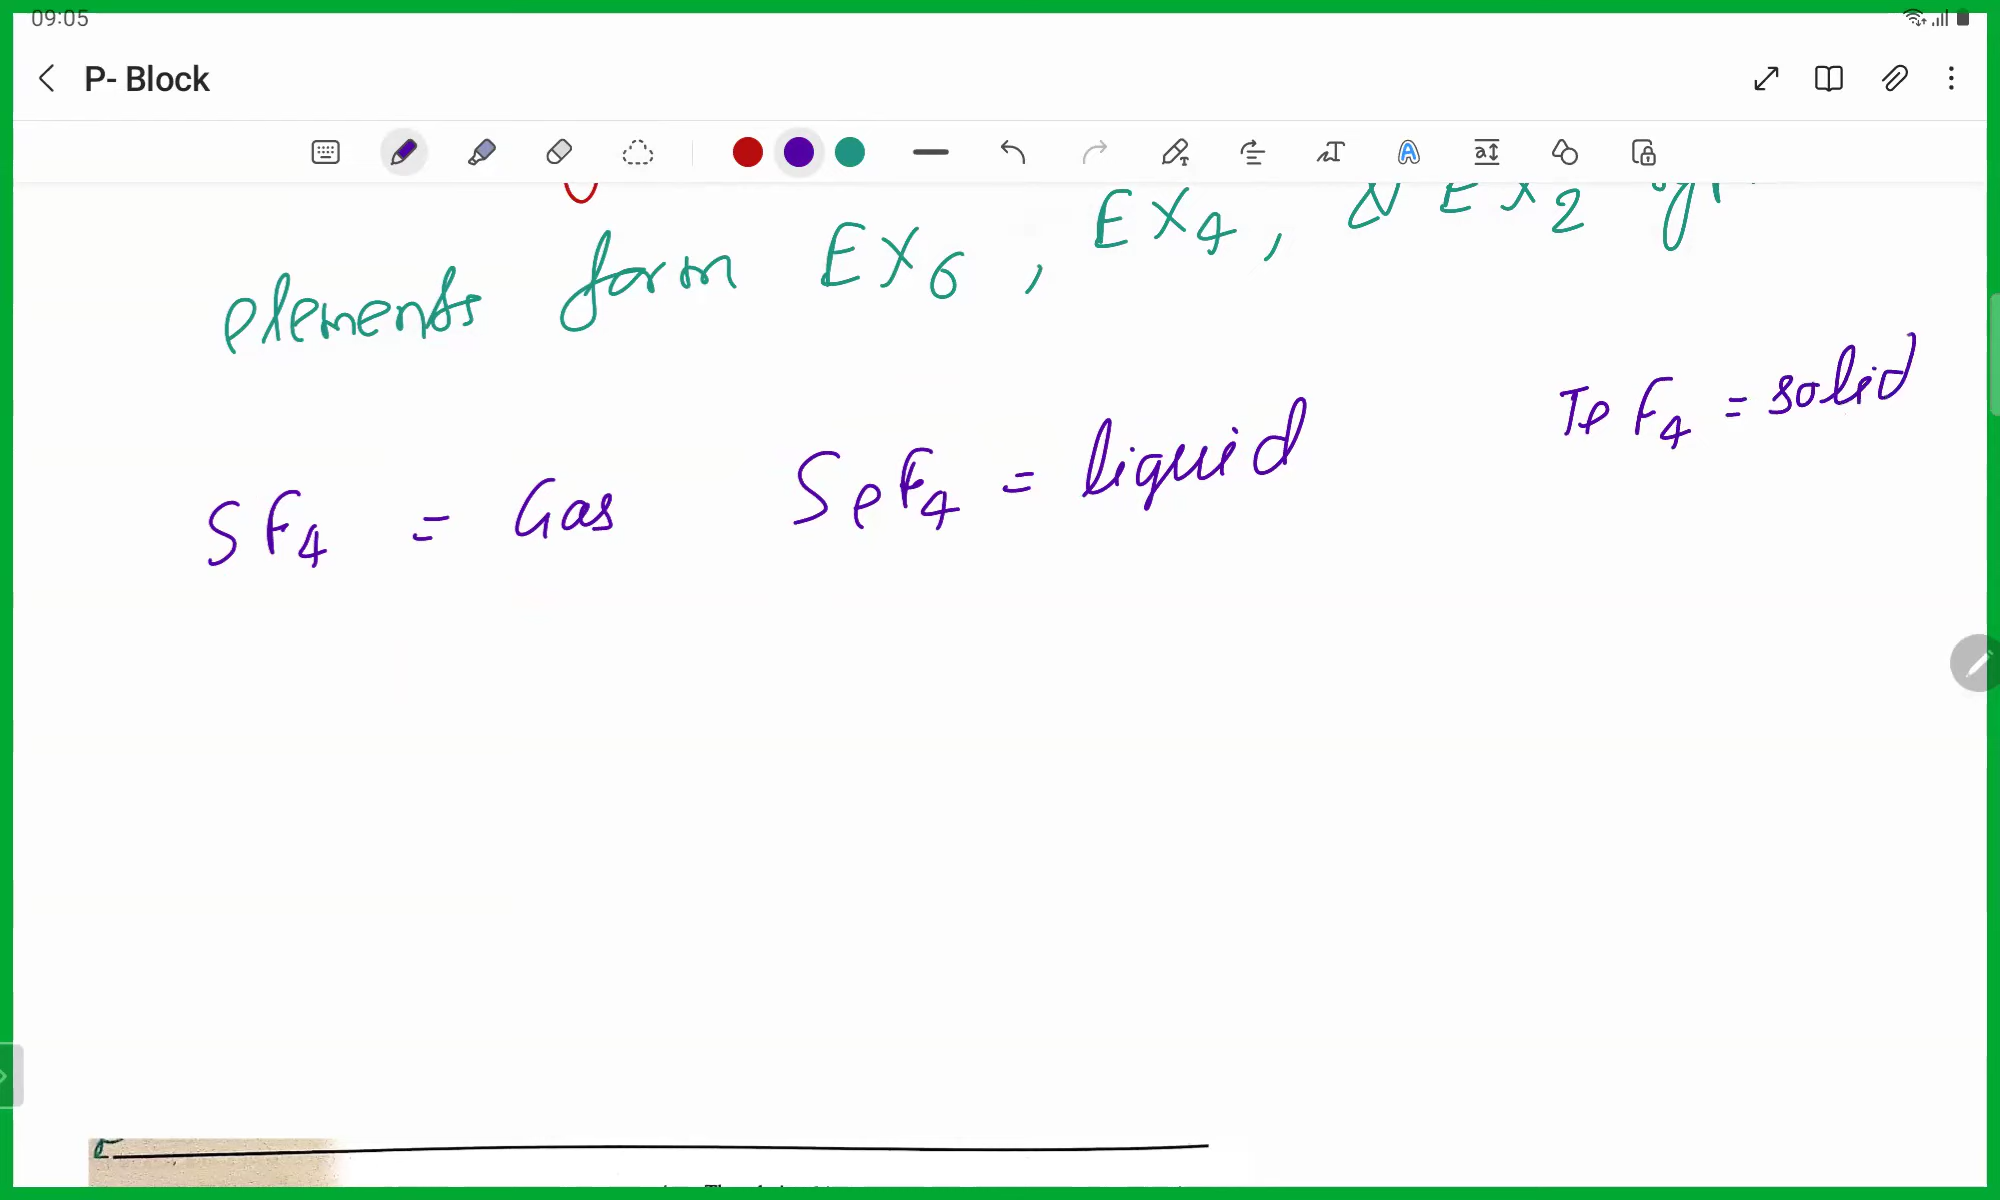 09:05
P- Block
elements form EX6, EX4, & EX2
SF4 = Gas SeF4 = liquid TeF4 = solid